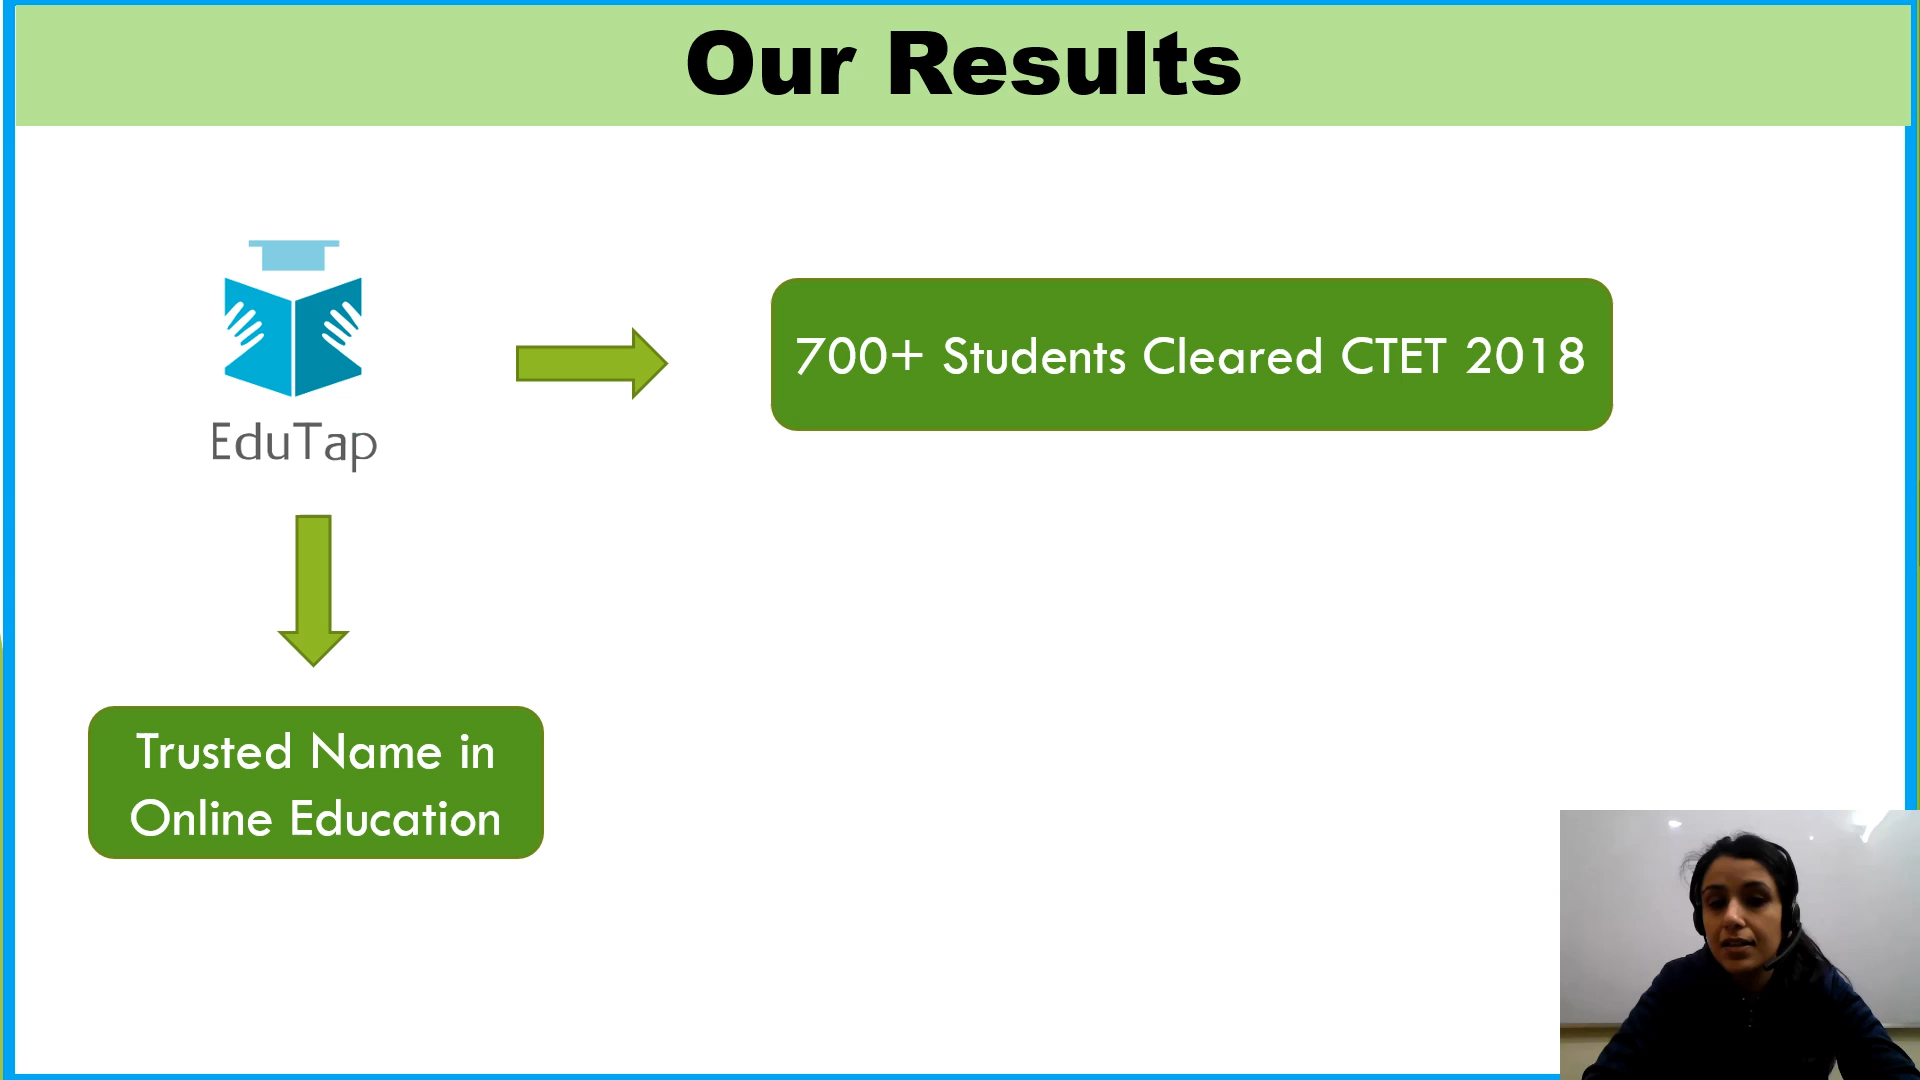 Our Results
EduTap
700+ Students Cleared CTET 2018
Trusted Name in
Online Education